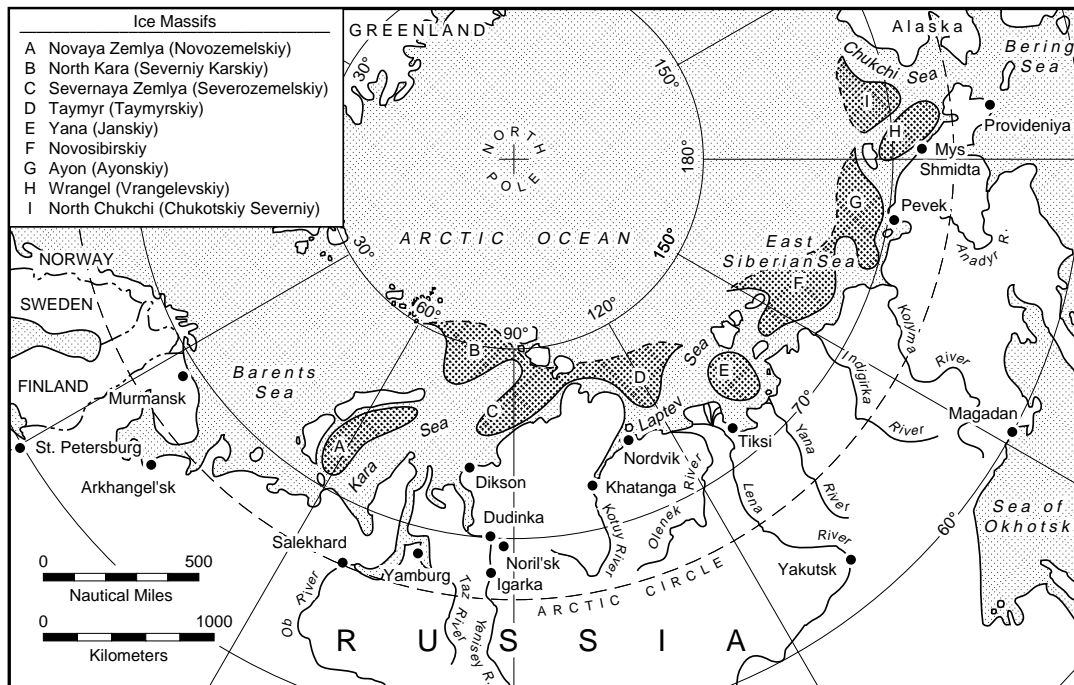 Ice Massifs
A Novaya Zemlya (Novozemelskiy)
B North Kara (Severniy Karskiy)
C Severnaya Zemlya (Severozemelskiy)
D Taymyr (Taymyrskiy)
E Yana (Janskiy)
F Novosibirskiy
G Ayon (Ayonskiy)
H Wrangel (Vrangelevskiy)
I North Chukchi (Chukotskiy Severniy)
GREENLAND
30°
150°
Alaska
Chukchi Sea
Bering
Sea
I
H
Provideniya
NORTH
POLE
180°
Mys
Shmidta
G
Pevek
30°
ARCTIC OCEAN
150°
East
Siberian Sea
Anadyr R.
NORWAY
SWEDEN
FINLAND
60°
B
90°
120°
F
Kolyma
River
Barents
Sea
Murmansk
C
D
Laptev
Sea
E
70°
Indigirka
River
Magadan
St. Petersburg
Arkhangel'sk
A
Kara
Sea
Dikson
Nordvik
Khatanga
Tiksi
Yana
River
Olenek
River
Lena
River
Kotuy River
Sea of
Okhotsk
60°
Salekhard
Dudinka
Noril'sk
Igarka
Yamburg
Yakutsk
ARCTIC CIRCLE
Ob River
Taz River
Yenisey R.
RUSSIA
0 500
Nautical Miles
0 1000
Kilometers